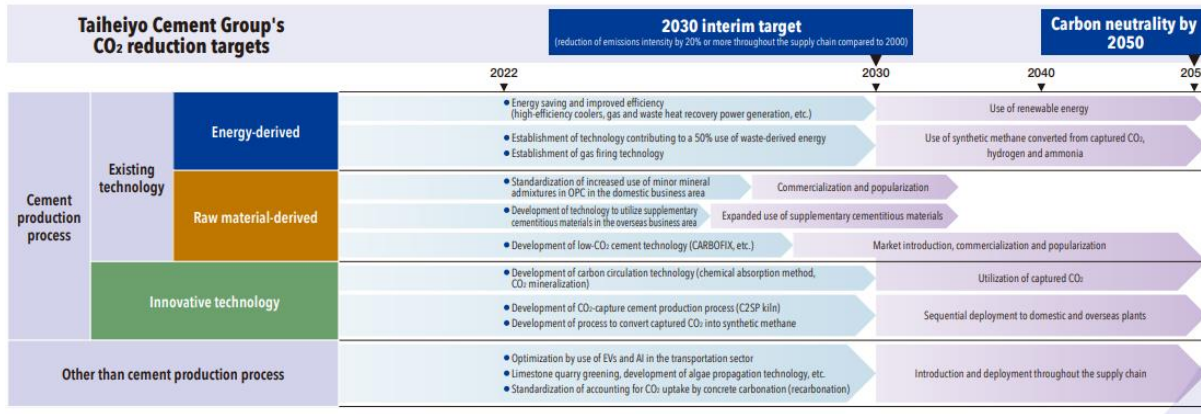 Taiheiyo Cement Group's
CO₂ reduction targets
2030 interim target
(reduction of emissions intensity by 20% or more throughout the supply chain compared to 2000)
Carbon neutrality by
2050
2022
2030
2040
205
Cement
production
process
Existing
technology
Energy-derived
● Energy saving and improved efficiency
(high-efficiency coolers, gas and waste heat recovery power generation, etc.)
Use of renewable energy
● Establishment of technology contributing to a 50% use of waste-derived energy
● Establishment of gas firing technology
Use of synthetic methane converted from captured CO₂,
hydrogen and ammonia
Raw material-derived
● Standardization of increased use of minor mineral
admixtures in OPC in the domestic business area
Commercialization and popularization
● Development of technology to utilize supplementary
cementitious materials in the overseas business area
Expanded use of supplementary cementitious materials
● Development of low-CO₂ cement technology (CARBOFIX, etc.)
Market introduction, commercialization and popularization
Innovative technology
● Development of carbon circulation technology (chemical absorption method,
CO₂ mineralization)
Utilization of captured CO₂
● Development of CO₂-capture cement production process (C2SP kiln)
● Development of process to convert captured CO₂ into synthetic methane
Sequential deployment to domestic and overseas plants
Other than cement production process
● Optimization by use of EVs and AI in the transportation sector
● Limestone quarry greening, development of algae propagation technology, etc.
● Standardization of accounting for CO₂ uptake by concrete carbonation (recarbonation)
Introduction and deployment throughout the supply chain